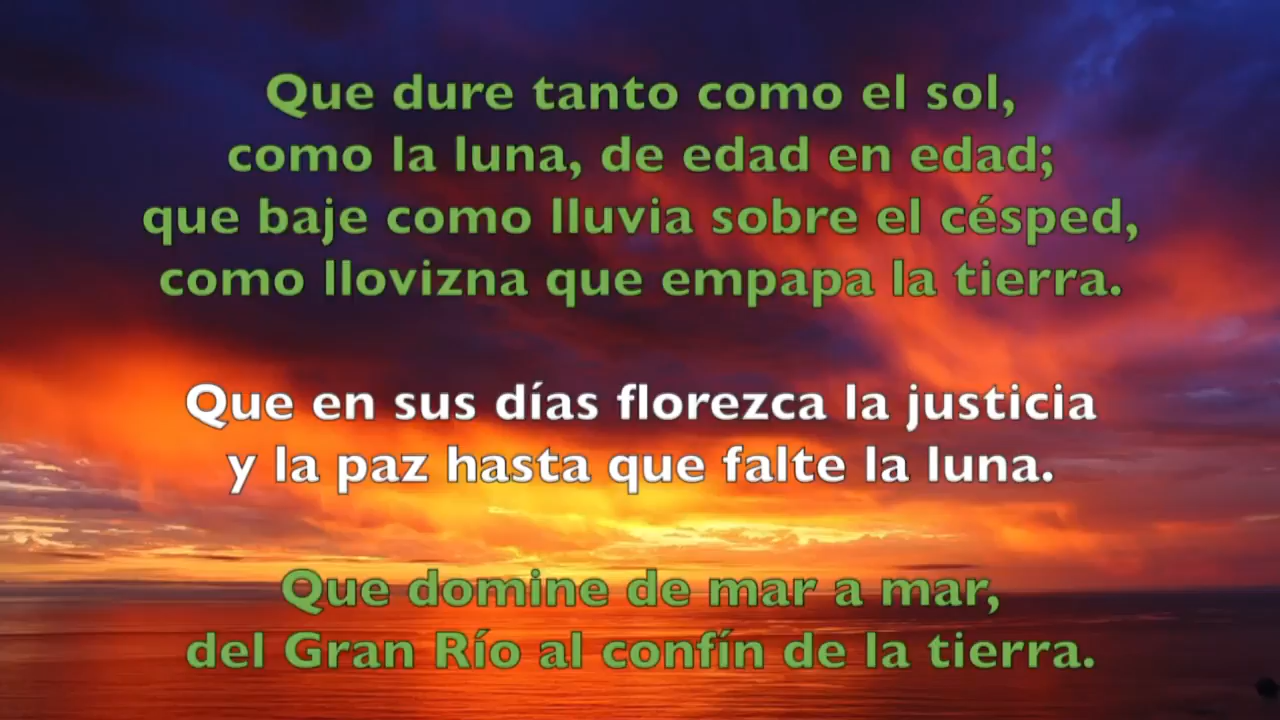 Que dure tanto como el sol,
como la luna, de edad en edad;
que baje como lluvia sobre el césped,
como llovizna que empapa la tierra.
Que en sus días florezca la justicia
y la paz hasta que falte la luna.
Que domine de mar a mar,
del Gran Río al confín de la tierra.